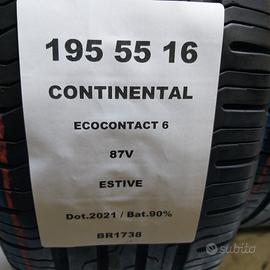 195 55 16
CONTINENTAL
ECOCONTACT 6
87V
ESTIVE
Dot.2021 / Bat.90%
BR1738
subito